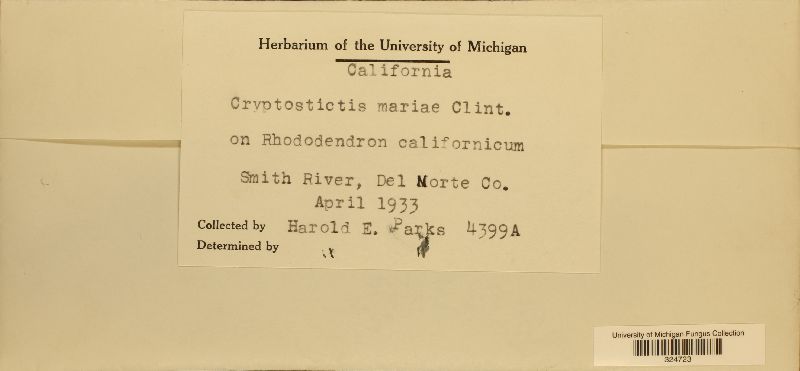 Herbarium of the University of Michigan
California
Cryptostictis mariae Clint.
on Rhododendron californicum
Smith River, Del Norte Co.
April 1933
Collected by Harold E. Parks 4399A
Determined by " "
University of Michigan Fungus Collection
324723